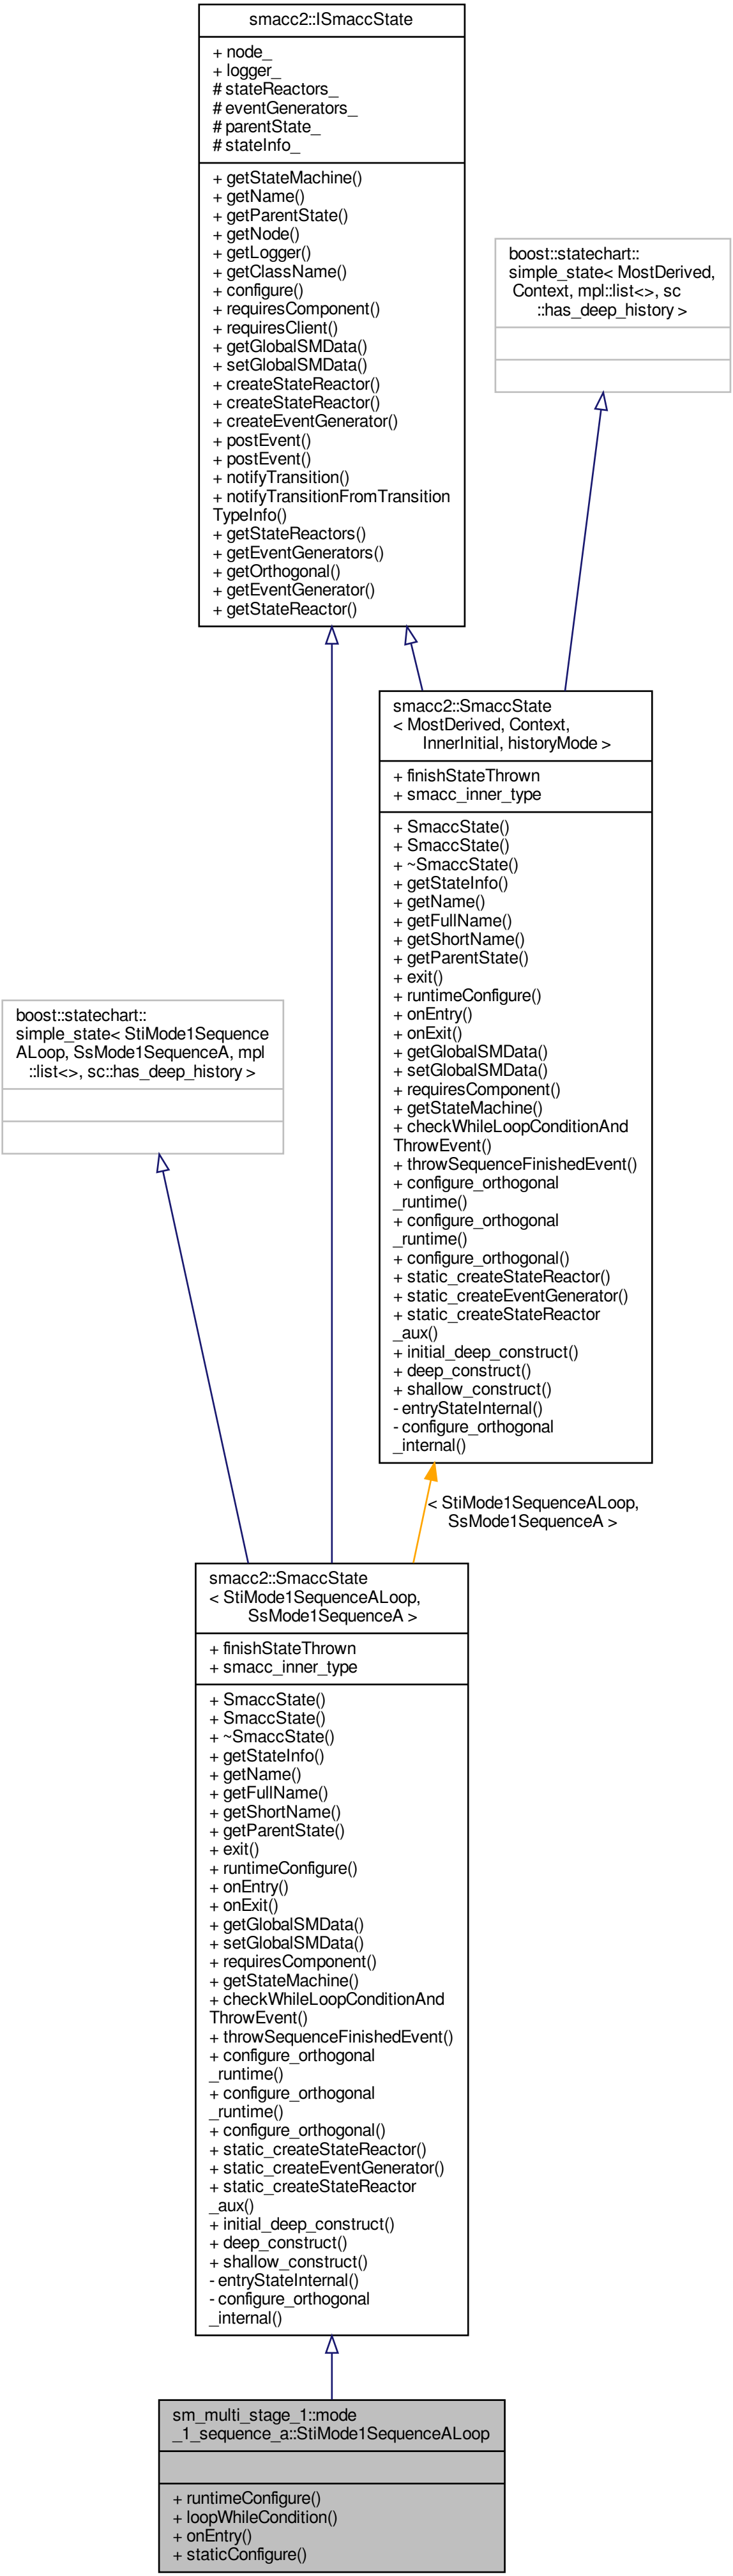 smacc2::ISmaccState
+ node_
+ logger_
# stateReactors_
# eventGenerators_
# parentState_
# stateInfo_
+ getStateMachine()
+ getName()
+ getParentState()
+ getNode()
+ getLogger()
+ getClassName()
+ configure()
+ requiresComponent()
+ requiresClient()
+ getGlobalSMData()
+ setGlobalSMData()
+ createStateReactor()
+ createStateReactor()
+ createEventGenerator()
+ postEvent()
+ postEvent()
+ notifyTransition()
+ notifyTransitionFromTransition
TypeInfo()
+ getStateReactors()
+ getEventGenerators()
+ getOrthogonal()
+ getEventGenerator()
+ getStateReactor()
boost::statechart::
simple_state< MostDerived,
Context, mpl::list<>, sc
::has_deep_history >
smacc2::SmaccState
< MostDerived, Context,
InnerInitial, historyMode >
+ finishStateThrown
+ smacc_inner_type
+ SmaccState()
+ SmaccState()
+ ~SmaccState()
+ getStateInfo()
+ getName()
+ getFullName()
+ getShortName()
+ getParentState()
+ exit()
+ runtimeConfigure()
+ onEntry()
+ onExit()
+ getGlobalSMData()
+ setGlobalSMData()
+ requiresComponent()
+ getStateMachine()
+ checkWhileLoopConditionAnd
ThrowEvent()
+ throwSequenceFinishedEvent()
+ configure_orthogonal
_runtime()
+ configure_orthogonal
_runtime()
+ configure_orthogonal()
+ static_createStateReactor()
+ static_createEventGenerator()
+ static_createStateReactor
_aux()
+ initial_deep_construct()
+ deep_construct()
+ shallow_construct()
- entryStateInternal()
- configure_orthogonal
_internal()
boost::statechart::
simple_state< StiMode1Sequence
ALoop, SsMode1SequenceA, mpl
::list<>, sc::has_deep_history >
< StiMode1SequenceALoop,
SsMode1SequenceA >
smacc2::SmaccState
< StiMode1SequenceALoop,
SsMode1SequenceA >
+ finishStateThrown
+ smacc_inner_type
+ SmaccState()
+ SmaccState()
+ ~SmaccState()
+ getStateInfo()
+ getName()
+ getFullName()
+ getShortName()
+ getParentState()
+ exit()
+ runtimeConfigure()
+ onEntry()
+ onExit()
+ getGlobalSMData()
+ setGlobalSMData()
+ requiresComponent()
+ getStateMachine()
+ checkWhileLoopConditionAnd
ThrowEvent()
+ throwSequenceFinishedEvent()
+ configure_orthogonal
_runtime()
+ configure_orthogonal
_runtime()
+ configure_orthogonal()
+ static_createStateReactor()
+ static_createEventGenerator()
+ static_createStateReactor
_aux()
+ initial_deep_construct()
+ deep_construct()
+ shallow_construct()
- entryStateInternal()
- configure_orthogonal
_internal()
sm_multi_stage_1::mode
_1_sequence_a::StiMode1SequenceALoop
+ runtimeConfigure()
+ loopWhileCondition()
+ onEntry()
+ staticConfigure()